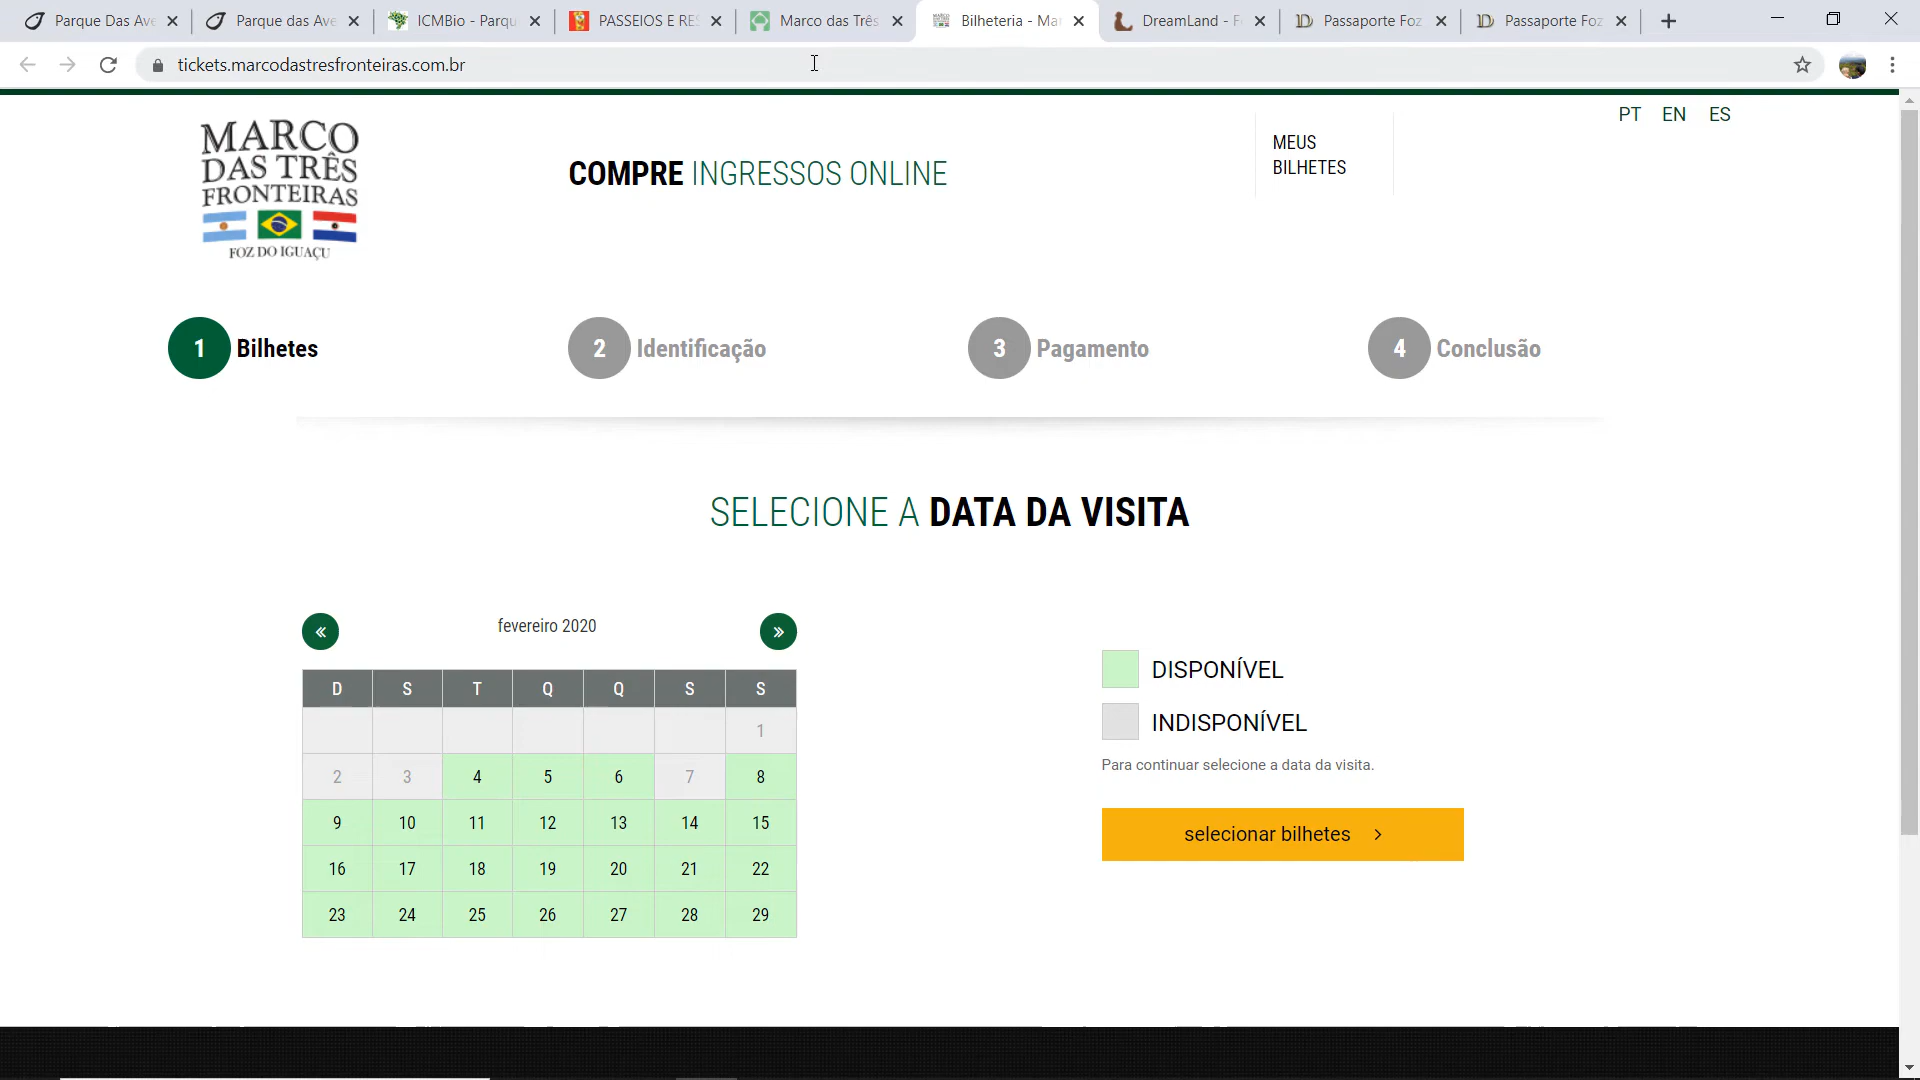 Parque Das Ave
Parque das Ave
ICMBio - Parqu
PASSEIOS E RES
Marco das Três
Bilheteria - Mar
DreamLand - F
Passaporte Foz
Passaporte Foz
tickets.marcodastresfronteiras.com.br
PT EN ES
MARCO
DAS TRÊS
FRONTEIRAS
FOZ DO IGUAÇU
COMPRE INGRESSOS ONLINE
MEUS
BILHETES
1 Bilhetes
2 Identificação
3 Pagamento
4 Conclusão
SELECIONE A DATA DA VISITA
« fevereiro 2020 »
D S T Q Q S S
1
2 3 4 5 6 7 8
9 10 11 12 13 14 15
16 17 18 19 20 21 22
23 24 25 26 27 28 29
DISPONÍVEL
INDISPONÍVEL
Para continuar selecione a data da visita.
selecionar bilhetes >